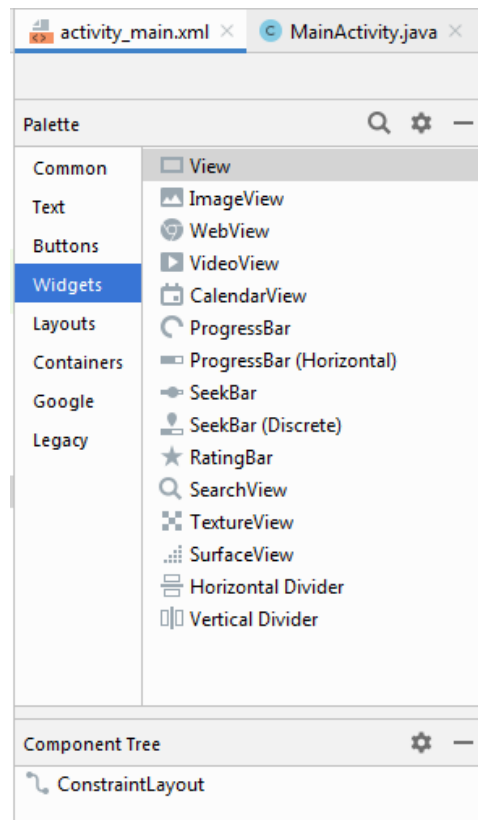 activity_main.xml MainActivity.java
Palette
Common
Text
Buttons
Widgets
Layouts
Containers
Google
Legacy
View
ImageView
WebView
VideoView
CalendarView
ProgressBar
ProgressBar (Horizontal)
SeekBar
SeekBar (Discrete)
RatingBar
SearchView
TextureView
SurfaceView
Horizontal Divider
Vertical Divider
Component Tree
ConstraintLayout